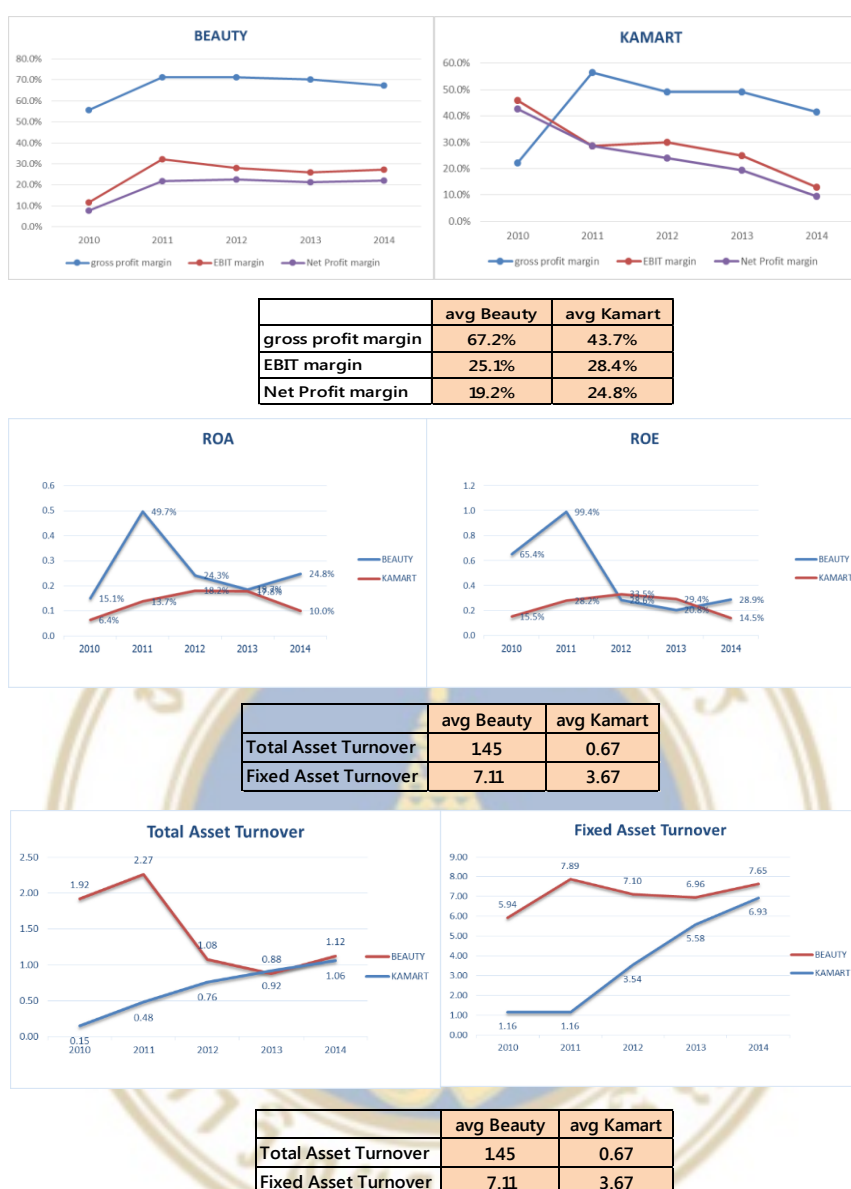 BEAUTY
80.0%
70.0%
60.0%
50.0%
40.0%
30.0%
20.0%
10.0%
0.0%
2010 2011 2012 2013 2014
gross profit margin EBIT margin Net Profit margin
KAMART
60.0%
50.0%
40.0%
30.0%
20.0%
10.0%
0.0%
2010 2011 2012 2013 2014
gross profit margin EBIT margin Net Profit margin
avg Beauty avg Kamart
gross profit margin 67.2% 43.7%
EBIT margin 25.1% 28.4%
Net Profit margin 19.2% 24.8%
ROA
0.6
0.5
0.4
0.3
0.2
0.1
0.0
49.7%
15.1%
24.3%
24.8%
6.4%
13.7%
18.2%
10.0%
2010 2011 2012 2013 2014
BEAUTY
KAMART
ROE
1.2
1.0
0.8
0.6
0.4
0.2
0.0
99.4%
65.4%
33.5%
29.4%
28.9%
15.5%
28.2%
28.6%
20.8%
14.5%
2010 2011 2012 2013 2014
BEAUTY
KAMART
avg Beauty avg Kamart
Total Asset Turnover 1.45 0.67
Fixed Asset Turnover 7.11 3.67
Total Asset Turnover
2.50
2.00
1.50
1.00
0.50
0.00
1.92
2.27
1.08
0.88
1.12
0.15
0.48
0.76
0.92
1.06
2010 2011 2012 2013 2014
BEAUTY
KAMART
Fixed Asset Turnover
9.00
8.00
7.00
6.00
5.00
4.00
3.00
2.00
1.00
0.00
5.94
7.89
7.10
6.96
7.65
1.16
1.16
3.54
5.58
6.93
2010 2011 2012 2013 2014
BEAUTY
KAMART
avg Beauty avg Kamart
Total Asset Turnover 1.45 0.67
Fixed Asset Turnover 7.11 3.67